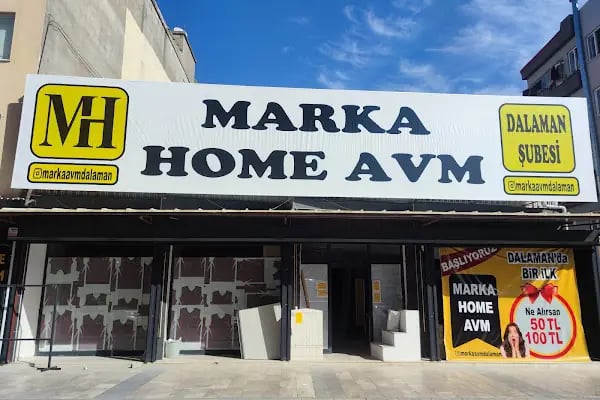 MH
@markaavmdalaman
MARKA
HOME AVM
DALAMAN
ŞUBESİ
@markaavmdalaman
BAŞLIYORUZ
DALAMAN'da
BİR İLK
MARKA
HOME
AVM
Ne Alırsan
50 TL
100 TL
@markaavmdalaman